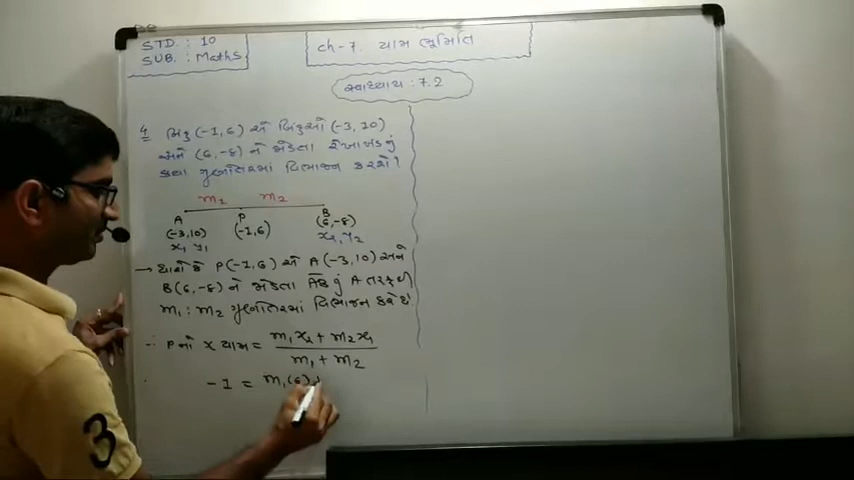 STD. : 10
SUB. : Maths
ch-7. યામ ભૂમિતિ
સ્વાધ્યાય : 7.2
4 બિંદુ (-1, 6) એ બિંદુઓ (-3, 10)
અને (6, -8) ને જોડતા રેખાખંડનું
કયા ગુણોત્તરમાં વિભાજન કરશે?
m₁ m₂
A P B
(-3,10) (-1,6) (6,-8)
x₁ y₁ x₂, y₂
→ ધારો કે P(-1, 6) એ A(-3, 10) અને
B(6, -8) ને જોડતા AB નું A તરફથી
m₁ : m₂ ગુણોત્તરમાં વિભાજન કરે છે
∴ P નો x યામ = m₁x₂ + m₂x₁
m₁ + m₂
-1 = m₁(6)
3